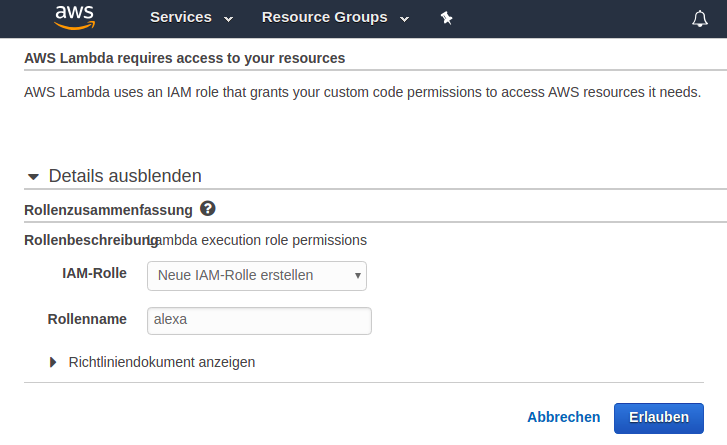 aws Services Resource Groups
AWS Lambda requires access to your resources
AWS Lambda uses an IAM role that grants your custom code permissions to access AWS resources it needs.
Details ausblenden
Rollenzusammenfassung ?
Rollenbeschreibung Lambda execution role permissions
IAM-Rolle Neue IAM-Rolle erstellen
Rollenname alexa
Richtliniendokument anzeigen
Abbrechen Erlauben